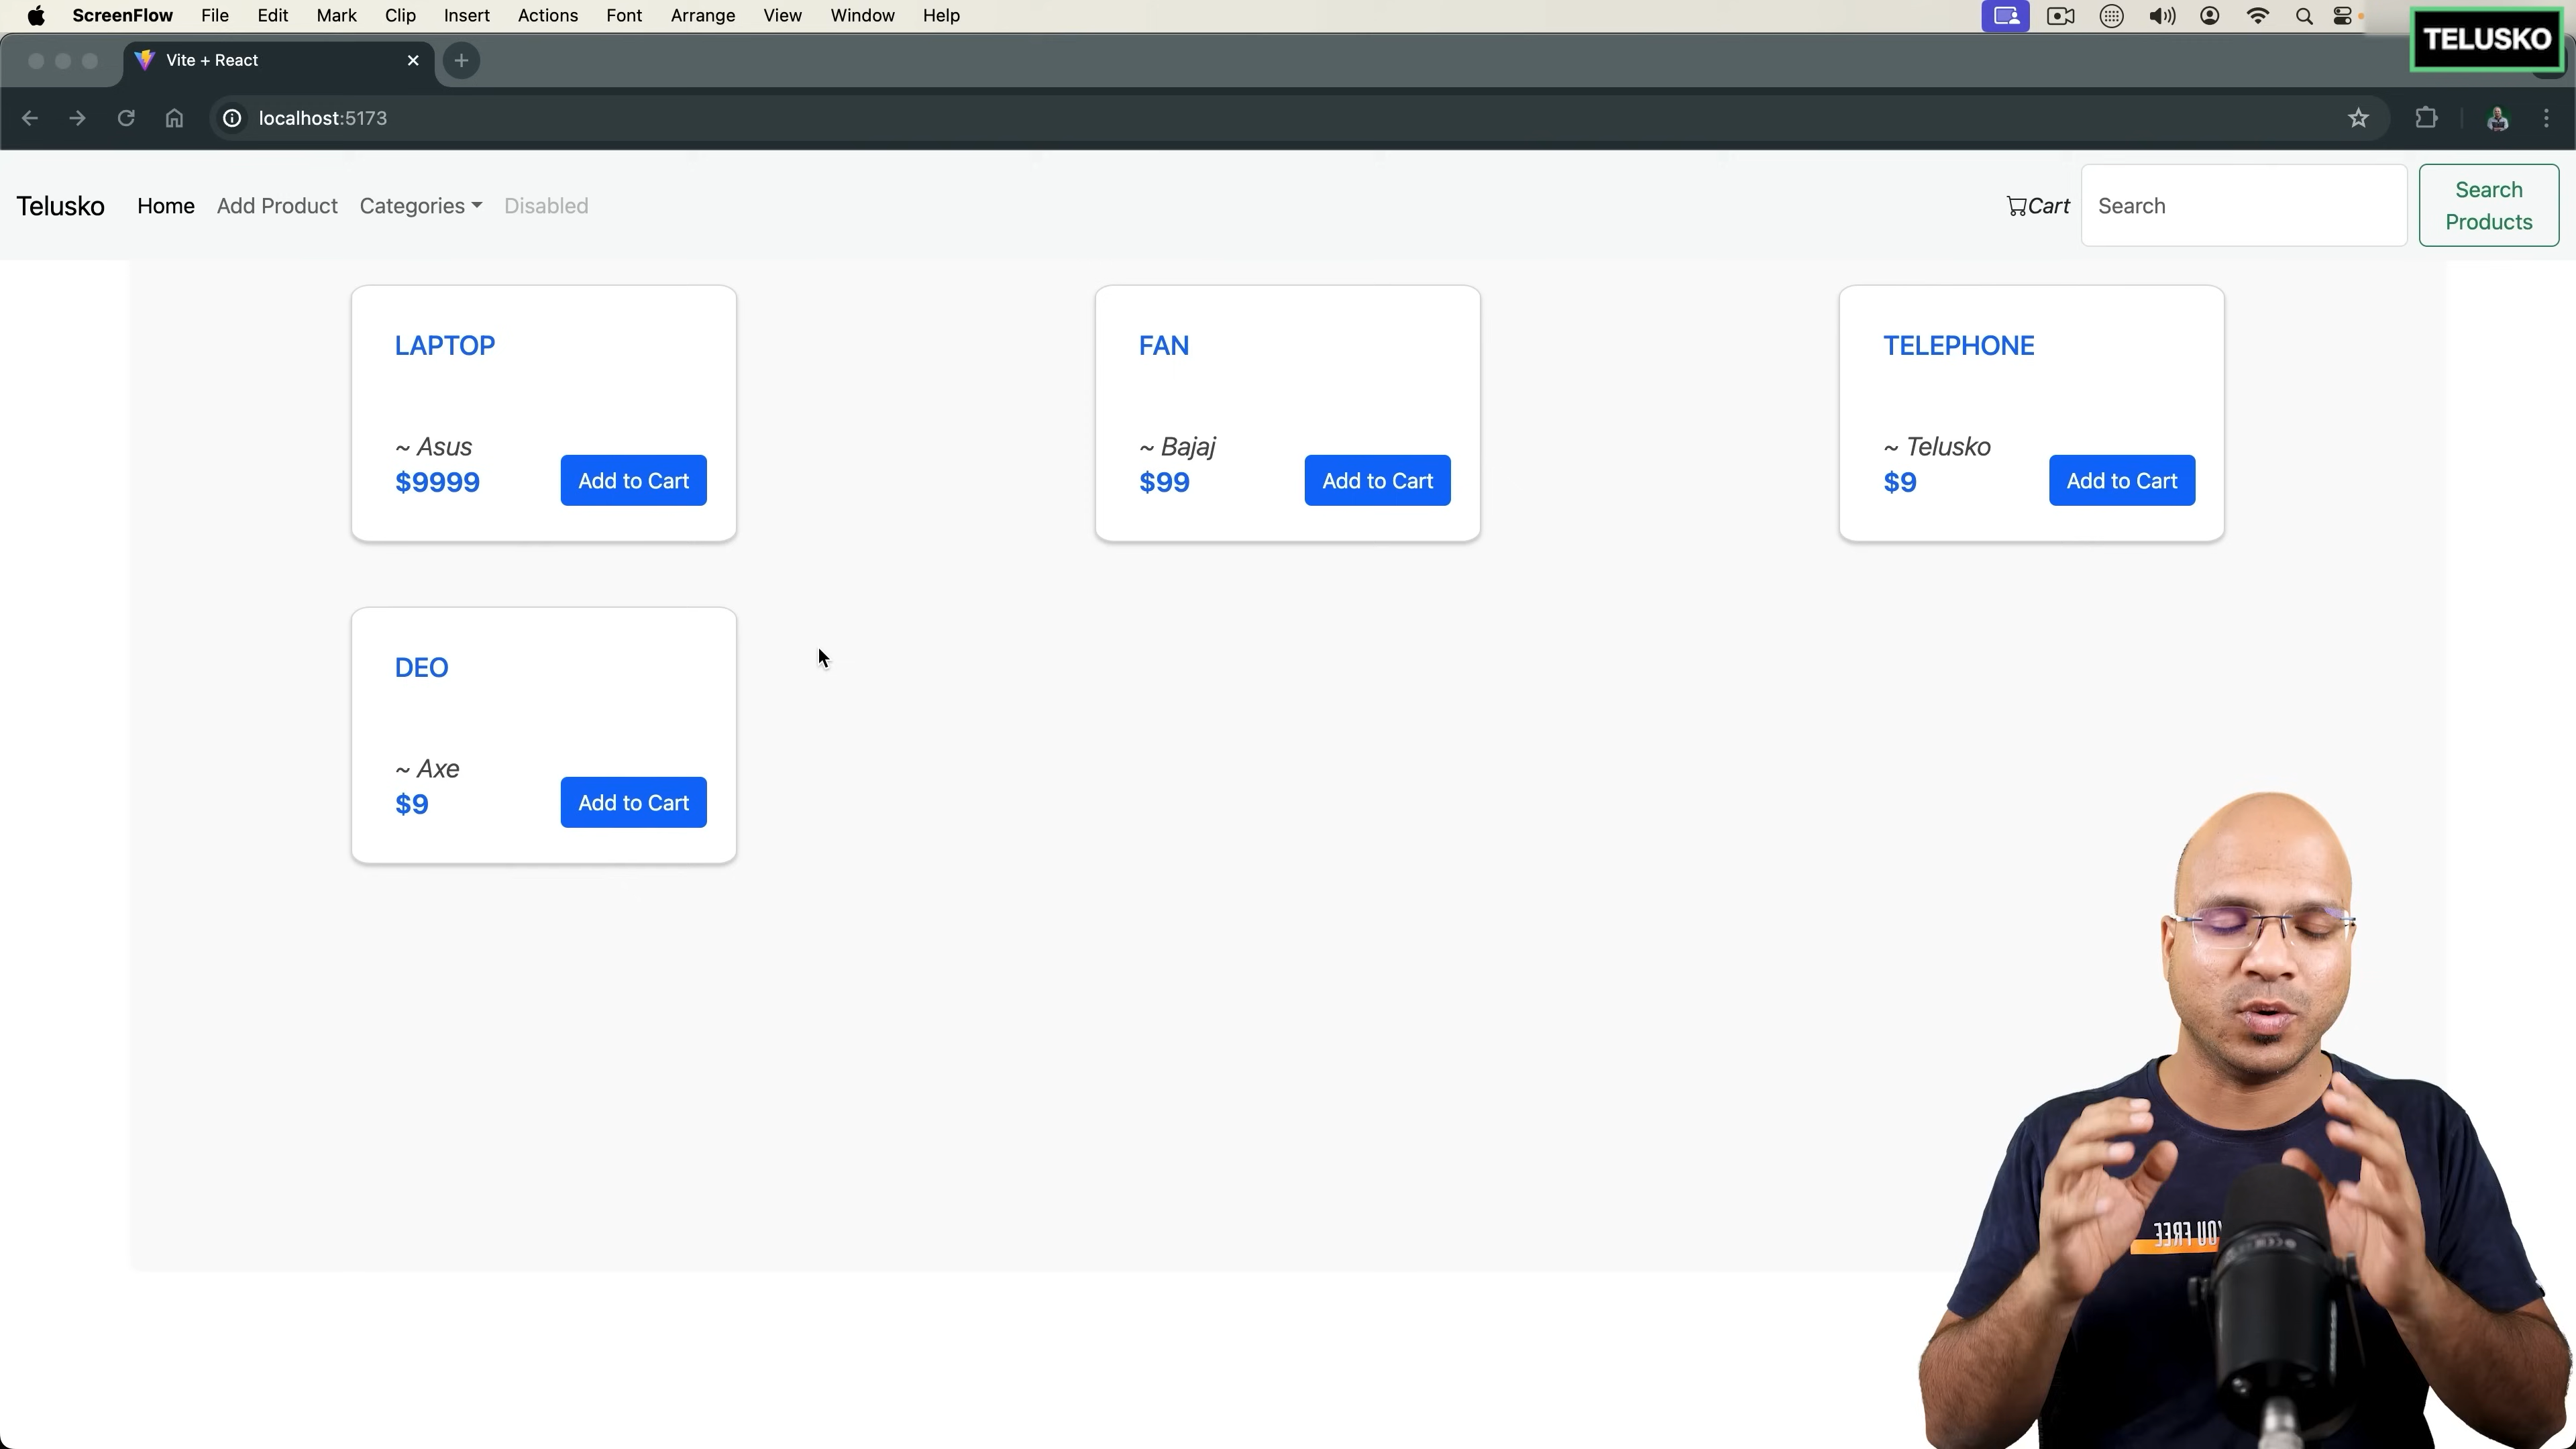 ScreenFlow File Edit Mark Clip Insert Actions Font Arrange View Window Help
TELUSKO
Vite + React
localhost:5173
Telusko Home Add Product Categories Disabled Cart Search Search
Products
LAPTOP
~ Asus
$9999 Add to Cart
FAN
~ Bajaj
$99 Add to Cart
TELEPHONE
~ Telusko
$9 Add to Cart
DEO
~ Axe
$9 Add to Cart
YOU FREE